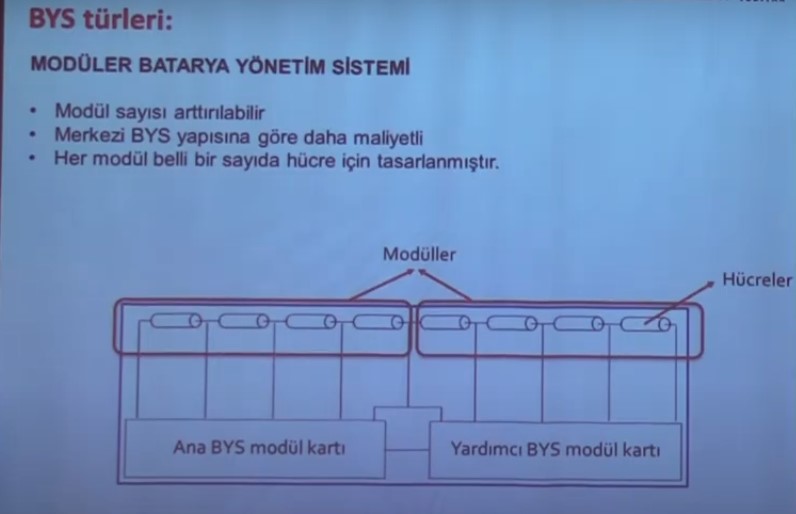 BYS türleri:
MODÜLER BATARYA YÖNETİM SİSTEMİ
• Modül sayısı arttırılabilir
• Merkezi BYS yapısına göre daha maliyetli
• Her modül belli bir sayıda hücre için tasarlanmıştır.
Modüller
Hücreler
Ana BYS modül kartı
Yardımcı BYS modül kartı